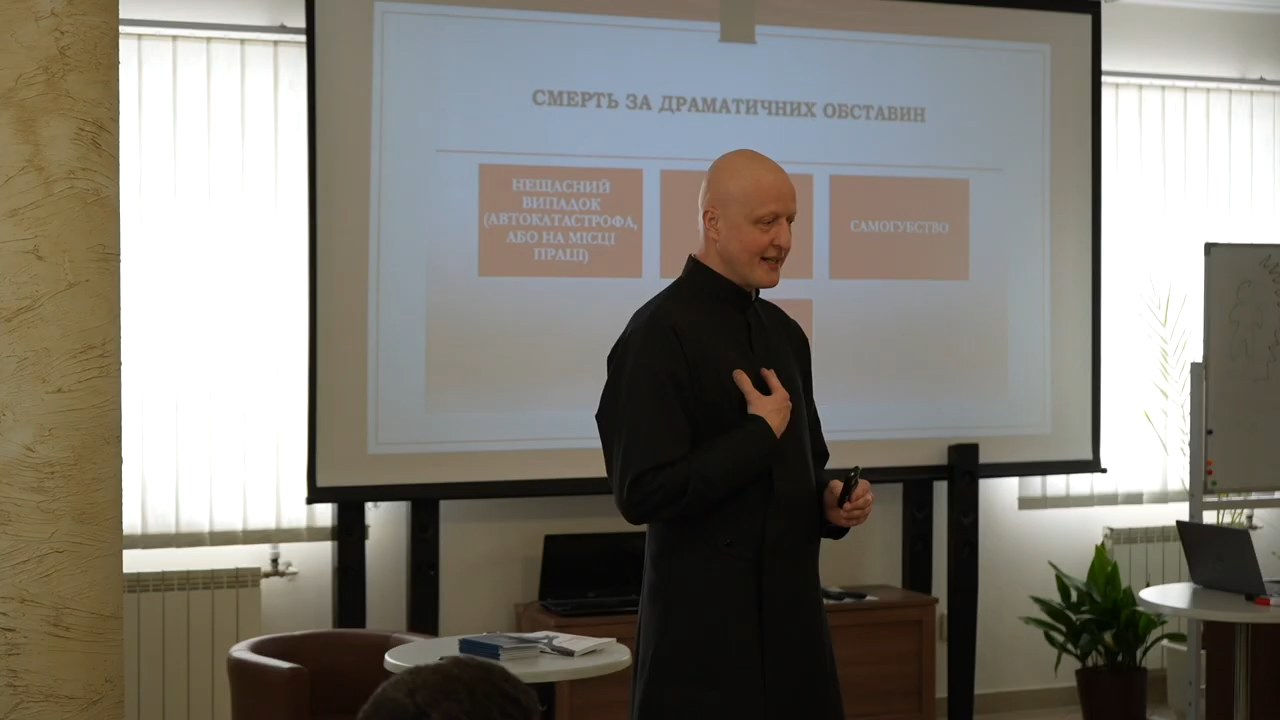 СМЕРТЬ ЗА ДРАМАТИЧНИХ ОБСТАВИН
НЕЩАСНИЙ
ВИПАДОК
(АВТОКАТАСТРОФА,
АБО НА МІСЦІ
ПРАЦІ)
САМОГУБСТВО